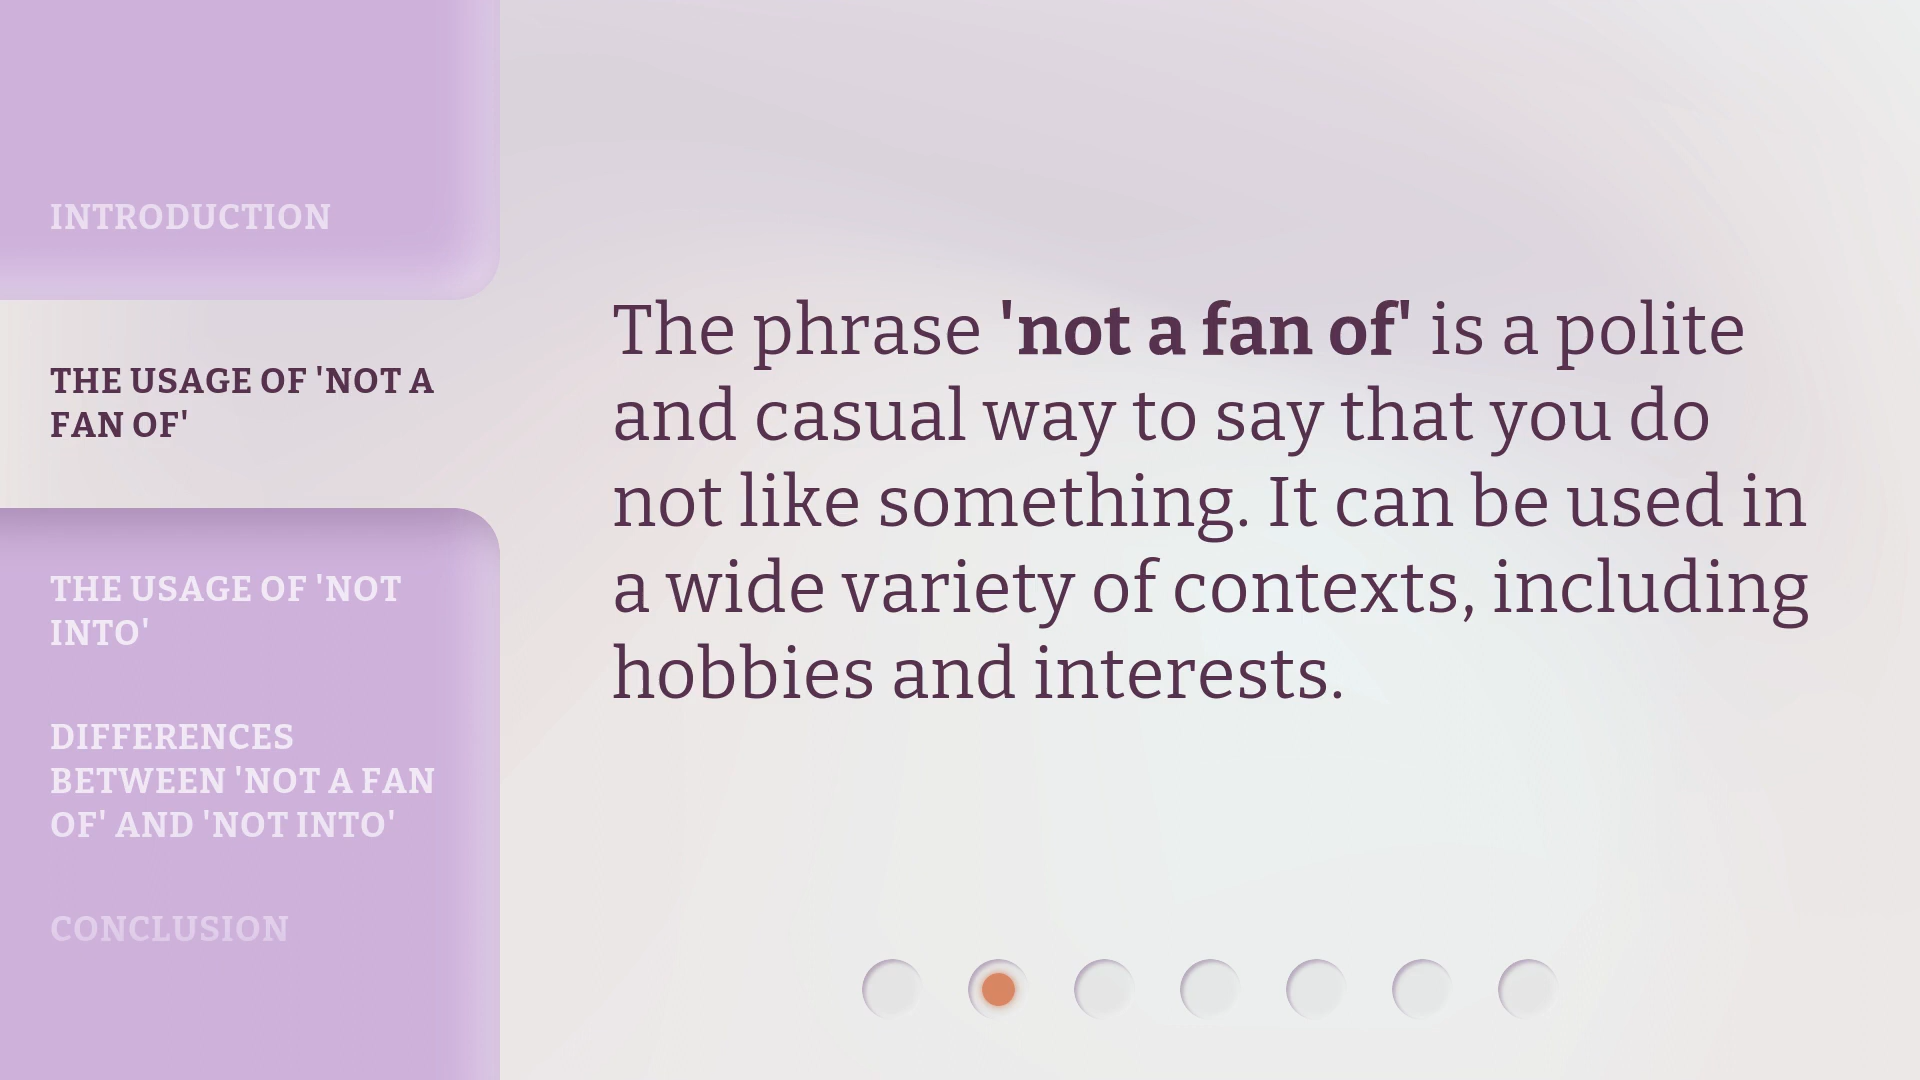 INTRODUCTION
THE USAGE OF 'NOT A
FAN OF'
THE USAGE OF 'NOT
INTO'
DIFFERENCES
BETWEEN 'NOT A FAN
OF' AND 'NOT INTO'
CONCLUSION
The phrase 'not a fan of' is a polite
and casual way to say that you do
not like something. It can be used in
a wide variety of contexts, including
hobbies and interests.